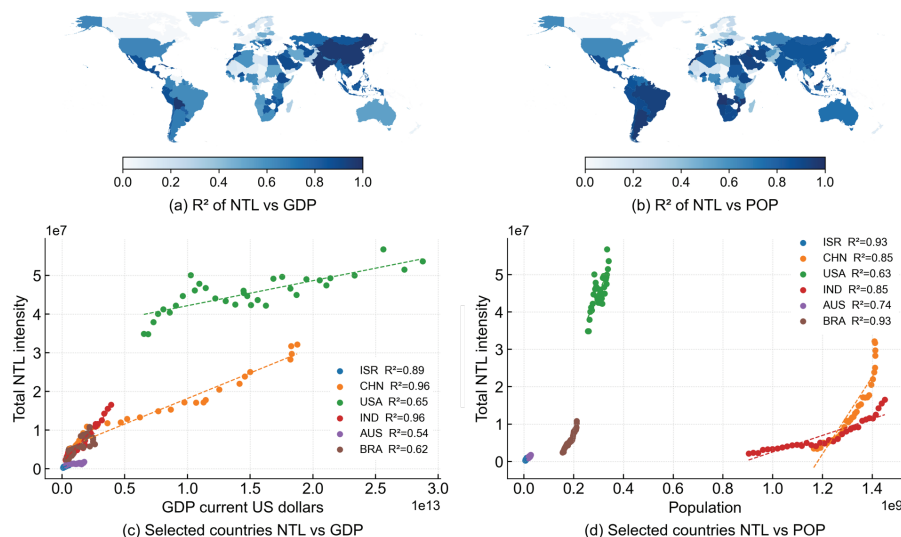 0.0 0.2 0.4 0.6 0.8 1.0
(a) R² of NTL vs GDP
0.0 0.2 0.4 0.6 0.8 1.0
(b) R² of NTL vs POP
1e7
Total NTL intensity
5
4
3
2
1
0
ISR R²=0.89
CHN R²=0.96
USA R²=0.65
IND R²=0.96
AUS R²=0.54
BRA R²=0.62
0.0 0.5 1.0 1.5 2.0 2.5 3.0
1e13
GDP current US dollars
(c) Selected countries NTL vs GDP
1e7
Total NTL intensity
5
4
3
2
1
0
ISR R²=0.93
CHN R²=0.85
USA R²=0.63
IND R²=0.85
AUS R²=0.74
BRA R²=0.93
0.0 0.2 0.4 0.6 0.8 1.0 1.2 1.4
1e9
Population
(d) Selected countries NTL vs POP